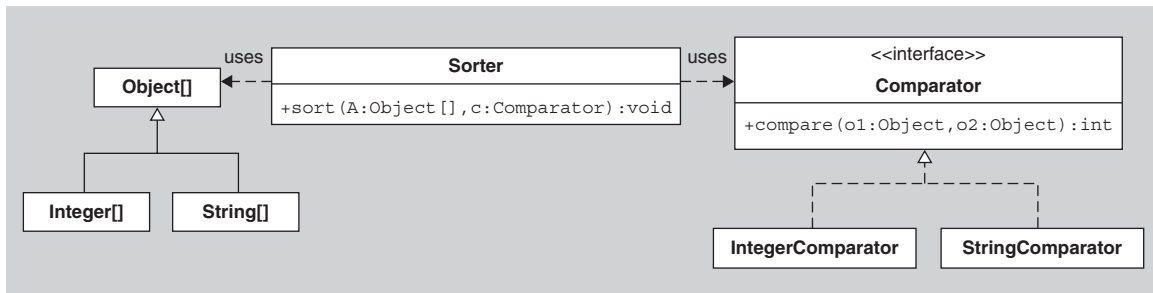 Object[]
Integer[]
String[]
uses
Sorter
+sort(A:Object[],c:Comparator):void
uses
<<interface>>
Comparator
+compare(o1:Object,o2:Object):int
IntegerComparator
StringComparator